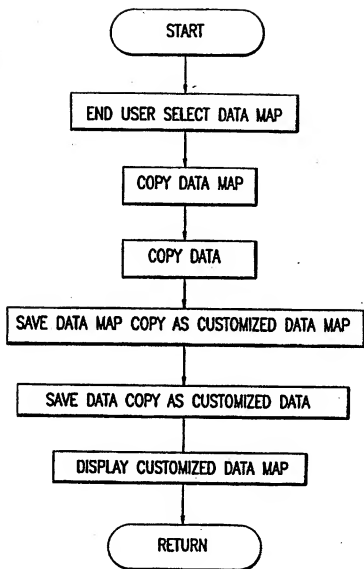 START
END USER SELECT DATA MAP
COPY DATA MAP
COPY DATA
SAVE DATA MAP COPY AS CUSTOMIZED DATA MAP
SAVE DATA COPY AS CUSTOMIZED DATA
DISPLAY CUSTOMIZED DATA MAP
RETURN